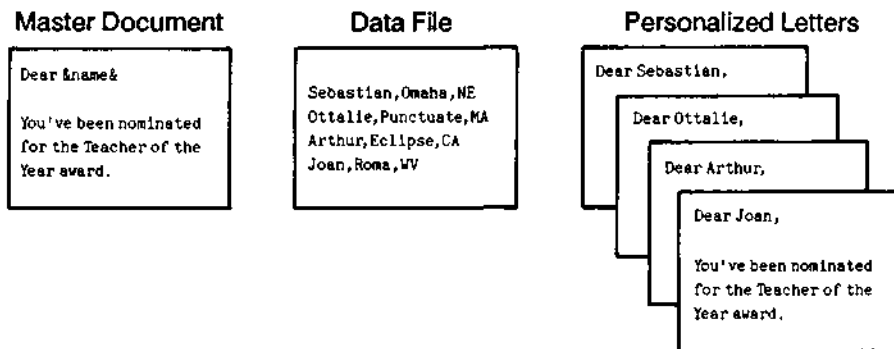 Master Document
Dear &name&
You've been nominated
for the Teacher of the
Year award.
Data File
Sebastian,Omaha,NE
Ottalie,Punctuate,MA
Arthur,Eclipse,CA
Joan,Roma,WV
Personalized Letters
Dear Sebastian,
Dear Ottalie,
Dear Arthur,
Dear Joan,
You've been nominated
for the Teacher of the
Year award.